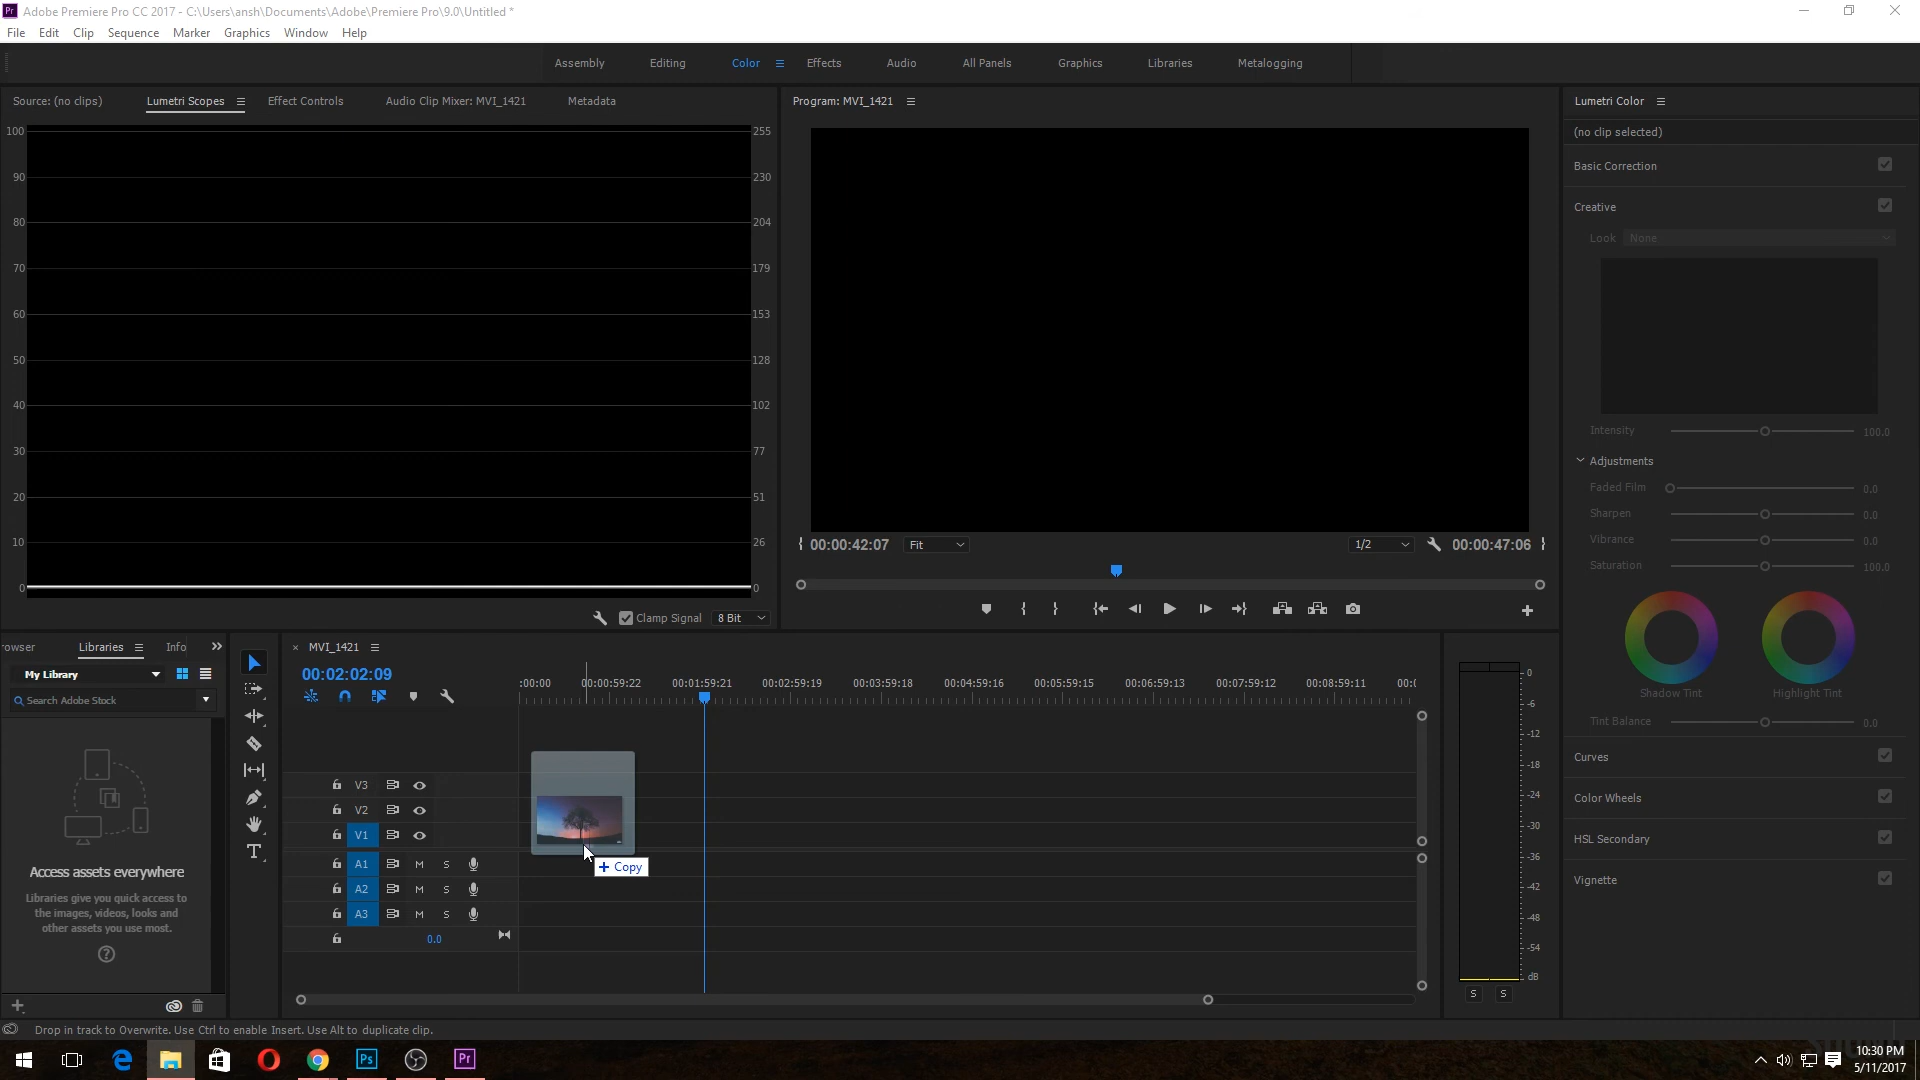 Pr Adobe Premiere Pro CC 2017 - C:\Users\ansh\Documents\Adobe\Premiere Pro\9.0\Untitled *
File Edit Clip Sequence Marker Graphics Window Help
Assembly Editing Color Effects Audio All Panels Graphics Libraries Metalogging
Source: (no clips) Lumetri Scopes Effect Controls Audio Clip Mixer: MVI_1421 Metadata
Program: MVI_1421
Lumetri Color
(no clip selected)
Basic Correction
Creative
Look None
Intensity 100.0
Adjustments
Faded Film 0.0
Sharpen 0.0
Vibrance 0.0
Saturation 100.0
Shadow Tint Highlight Tint
Tint Balance 0.0
Curves
Color Wheels
HSL Secondary
Vignette
100 255
90 230
80 204
70 179
60 153
50 128
40 102
30 77
20 51
10 26
0 0
Clamp Signal 8 Bit
00:00:42:07 Fit 1/2 00:00:47:06
rowser Libraries Info
My Library
Search Adobe Stock
Access assets everywhere
Libraries give you quick access to
the images, videos, looks and
other assets you use most.
?
× MVI_1421
00:02:02:09
:00:00 00:00:59:22 00:01:59:21 00:02:59:19 00:03:59:18 00:04:59:16 00:05:59:15 00:06:59:13 00:07:59:12 00:08:59:11 00:0
V3
V2
V1
A1 M S
A2 M S
A3 M S
0.0
+ Copy
0
-6
-12
-18
-24
-30
-36
-42
-48
-54
dB
S S
Drop in track to Overwrite. Use Ctrl to enable Insert. Use Alt to duplicate clip.
Ps Pr
10:30 PM
5/11/2017